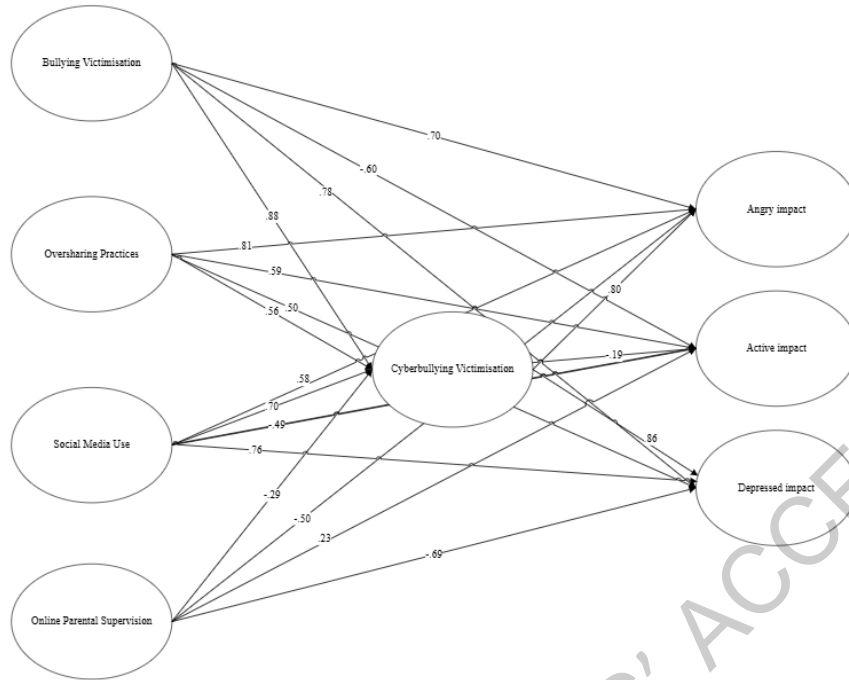 Bullying Victimisation
.70
-.60
.78
.88
Angry impact
Oversharing Practices
.81
.59
.50
.56
.80
Active impact
-.19
Cyberbullying Victimisation
.58
.70
-.49
Social Media Use
.76
.86
Depressed impact
-.29
-.50
.23
-.69
Online Parental Supervision